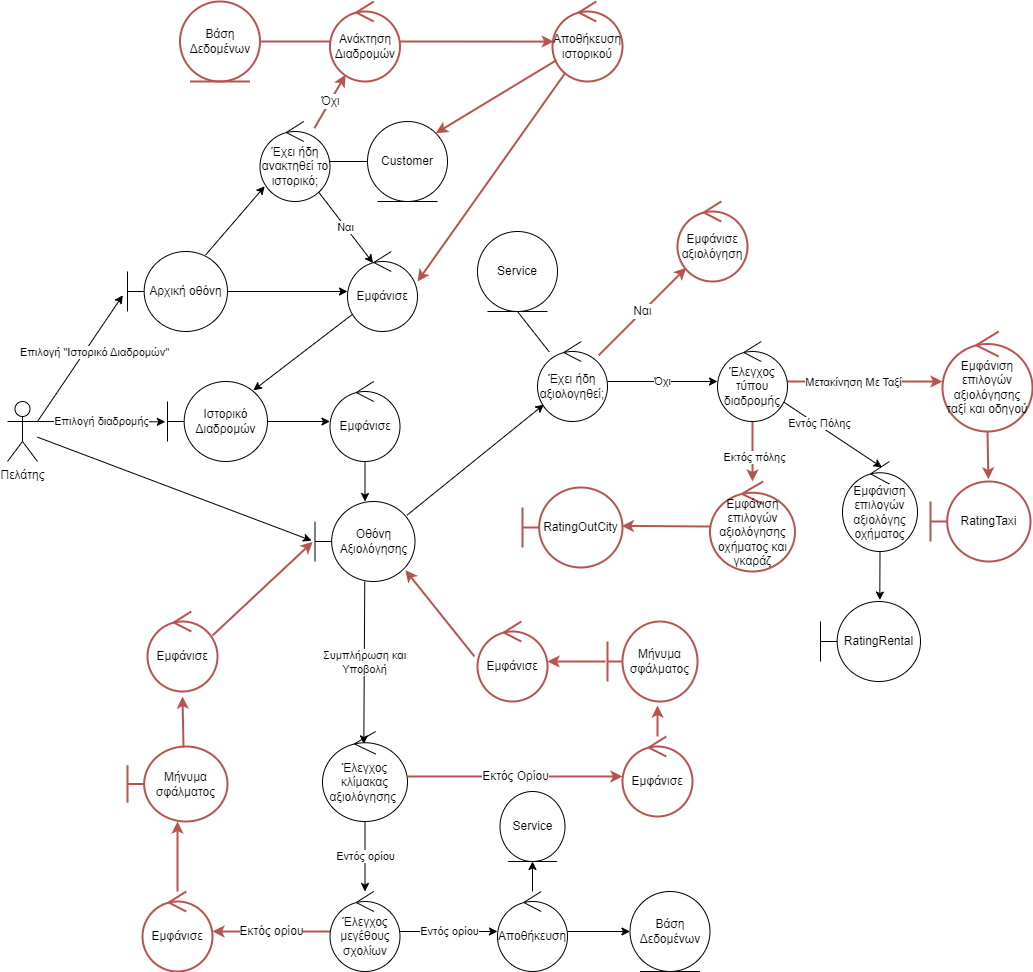 Βάση
Δεδομένων
Ανάκτηση
Διαδρομών
Αποθήκευση
ιστορικού
Όχι
Έχει ήδη
ανακτηθεί το
ιστορικό;
Customer
Ναι
Αρχική οθόνη
Εμφάνισε
Service
Εμφάνισε
αξιολόγηση
Ναι
Επιλογή "Ιστορικό Διαδρομών"
Έχει ήδη
αξιολογηθεί;
Όχι
Έλεγχος
τύπου
διαδρομής
Μετακίνηση Με Ταξί
Εμφάνιση
επιλογών
αξιολόγησης
ταξί και οδηγού
Πελάτης
Επιλογή διαδρομής
Ιστορικό
Διαδρομών
Εμφάνισε
Εντός Πόλης
Εκτός πόλης
Οθόνη
Αξιολόγησης
RatingOutCity
Εμφάνιση
επιλογών
αξιολόγησης
οχήματος και
γκαράζ
Εμφάνιση
επιλογών
αξιολόγης
οχήματος
RatingTaxi
RatingRental
Εμφάνισε
Συμπλήρωση και
Υποβολή
Εμφάνισε
Μήνυμα
σφάλματος
Μήνυμα
σφάλματος
Έλεγχος
κλίμακας
αξιολόγησης
Εκτός Ορίου
Εμφάνισε
Εντός ορίου
Service
Εμφάνισε
Εκτός ορίου
Έλεγχος
μεγέθους
σχολίων
Εντός ορίου
Αποθήκευση
Βάση
Δεδομένων